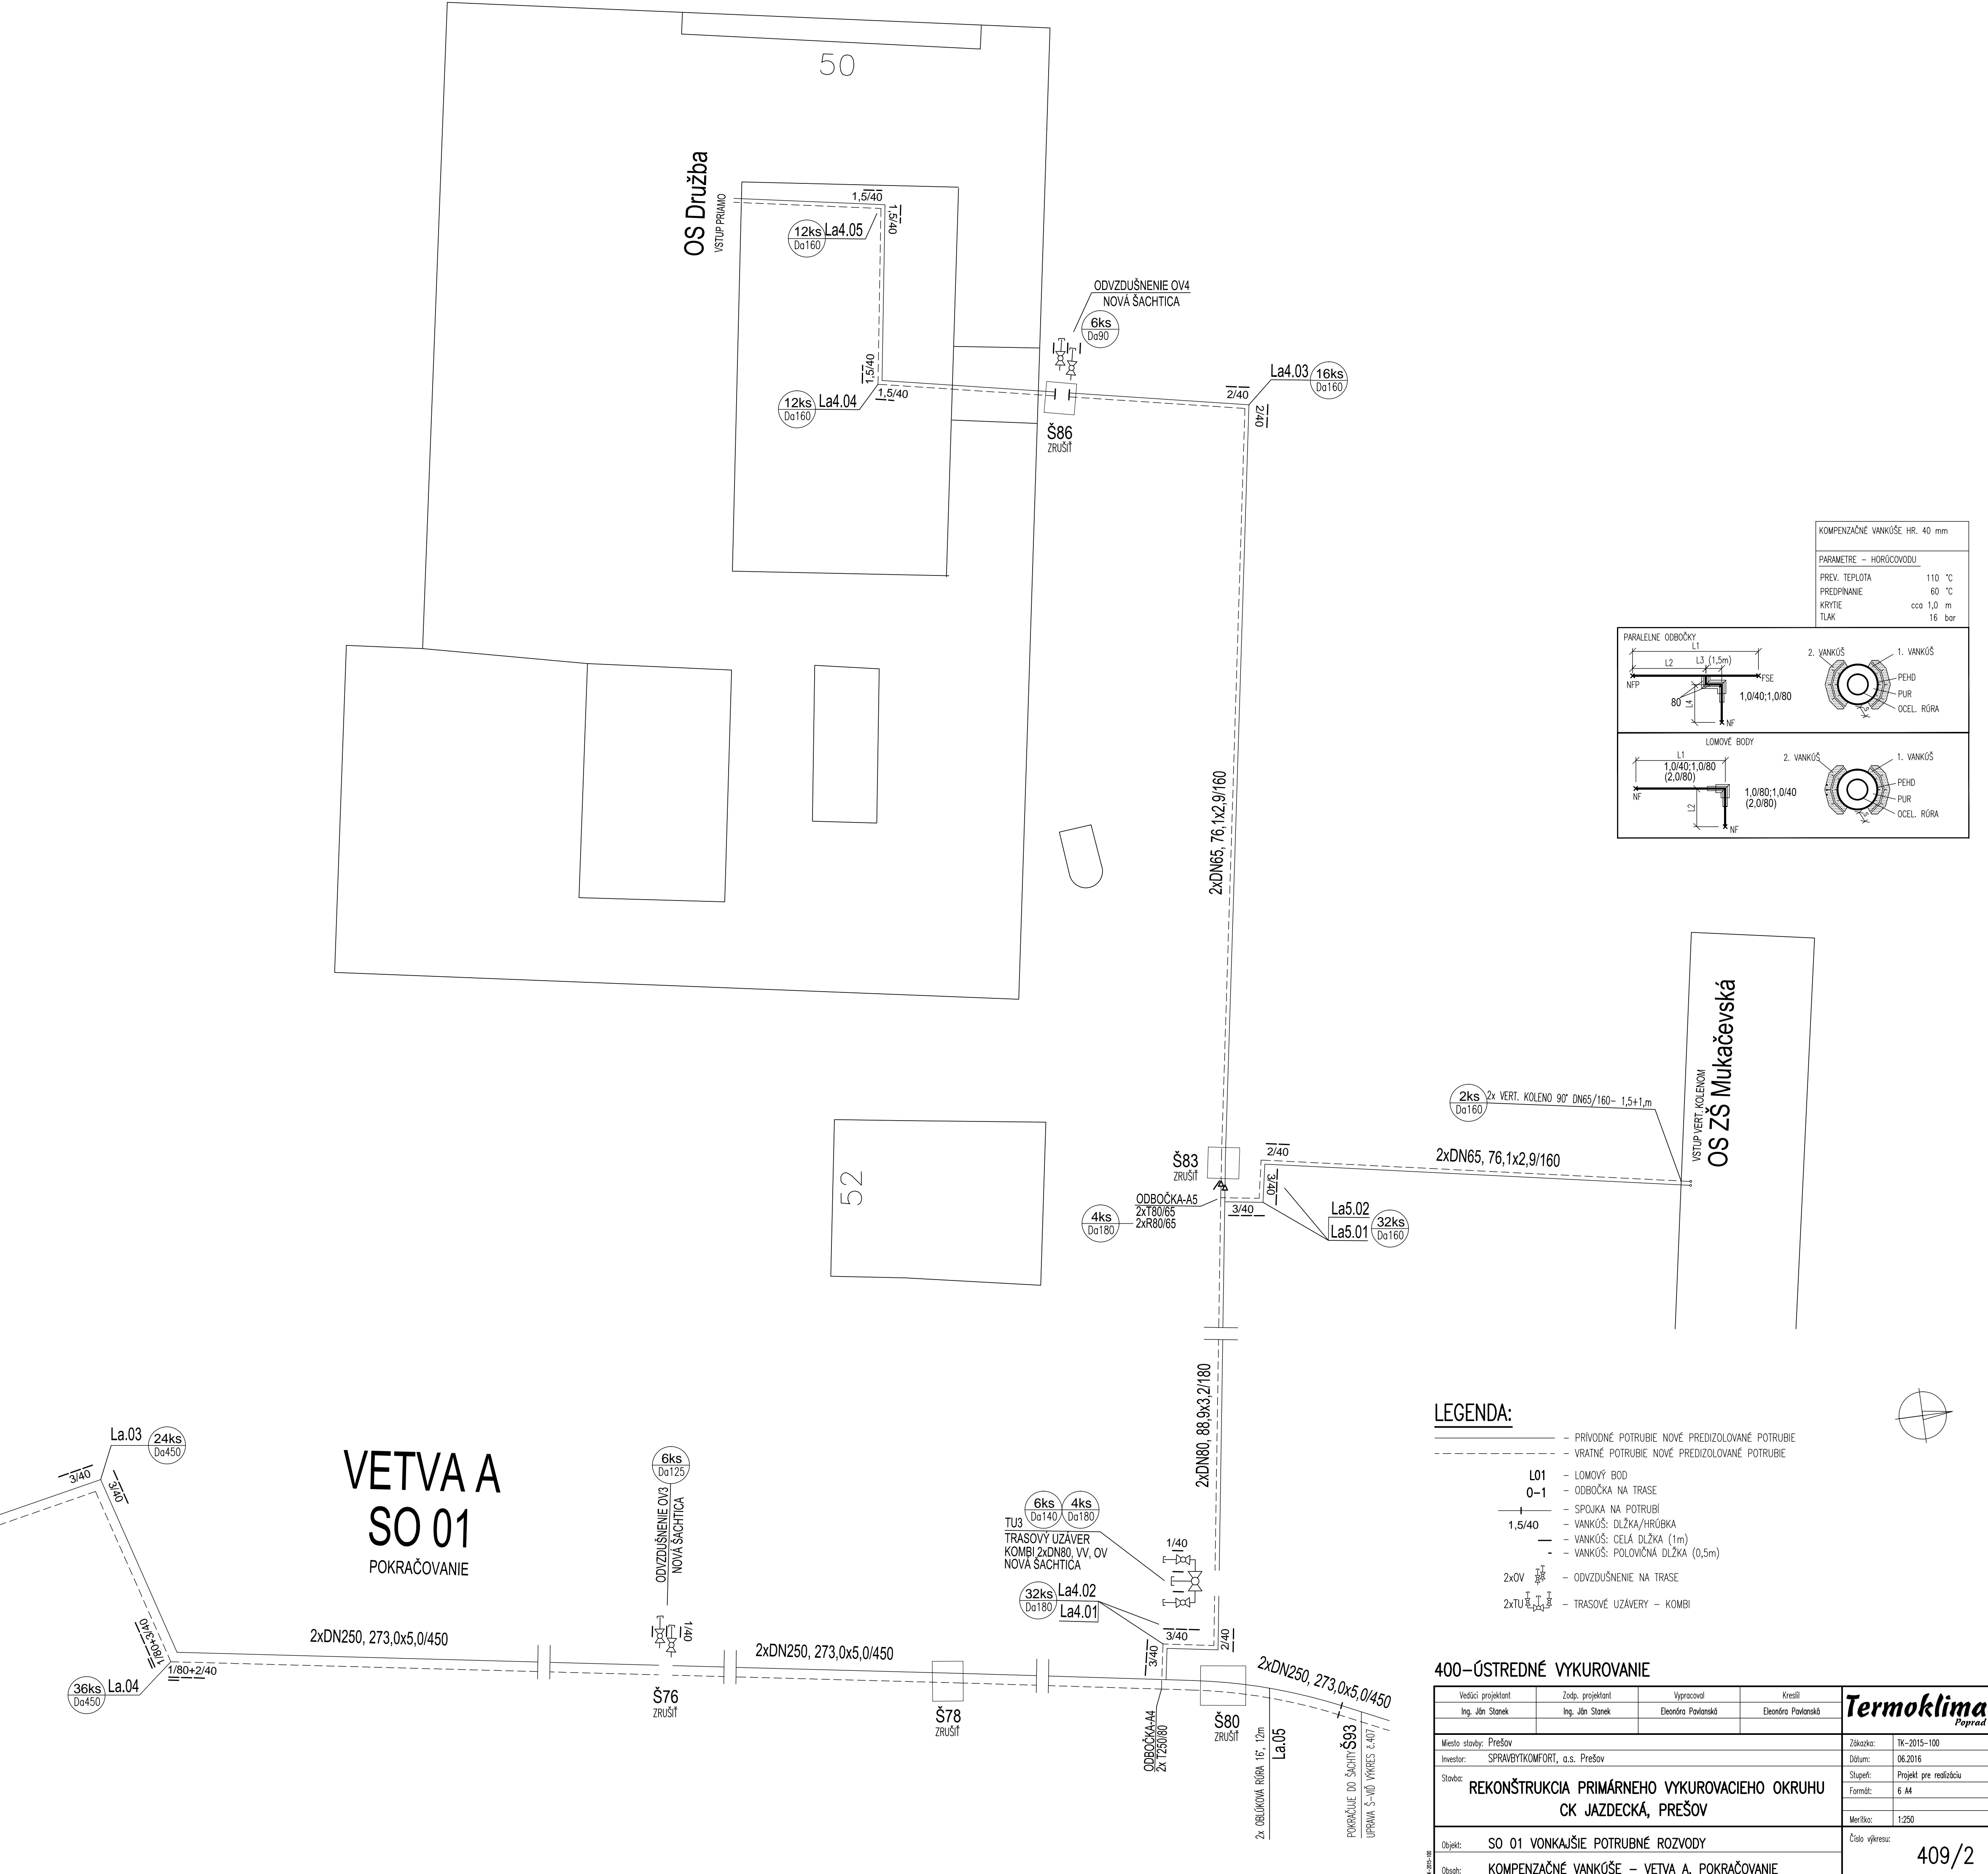 50
OS Družba
VSTUP PRIAMO
1,5/40
1,5/40
12ks
Da160
La4.05
ODVZDUŠNENIE OV4
NOVÁ ŠACHTICA
6ks
Da90
1,5/40
1,5/40
12ks
Da160
La4.04
Š86
ZRUŠIŤ
2/40
2/40
La4.03
16ks
Da160
KOMPENZAČNÉ VANKÚŠE HR. 40 mm
PARAMETRE – HORÚCOVODU
PREV. TEPLOTA 110 °C
PREDPÍNANIE 60 °C
KRYTIE cca 1,0 m
TLAK 16 bar
PARALELNE ODBOČKY
L1
L2
L3 (1,5m)
NFP
FSE
80
L4
NF
1,0/40;1,0/80
2. VANKÚŠ
1. VANKÚŠ
PEHD
PUR
OCEL. RÚRA
LOMOVÉ BODY
L1
1,0/40;1,0/80
(2,0/80)
NF
L2
NF
1,0/80;1,0/40
(2,0/80)
2. VANKÚŠ
1. VANKÚŠ
PEHD
PUR
OCEL. RÚRA
2xDN65, 76,1x2,9/160
52
2ks
Da160
2x VERT. KOLENO 90° DN65/160– 1,5+1,m
VSTUP VERT. KOLENOM
OS ZŠ Mukačevská
2xDN65, 76,1x2,9/160
Š83
ZRUŠIŤ
2/40
3/40
3/40
ODBOČKA-A5
2xT80/65
2xR80/65
4ks
Da180
La5.02
La5.01
32ks
Da160
2xDN80, 88,9x3,2/180
La.03
24ks
Da450
3/40
3/40
VETVA A
SO 01
POKRAČOVANIE
1/80+3/40
1/80+2/40
36ks
Da450
La.04
2xDN250, 273,0x5,0/450
6ks
Da125
ODVZDUŠNENIE OV3
NOVÁ ŠACHTICA
1/40
Š76
ZRUŠIŤ
2xDN250, 273,0x5,0/450
Š78
ZRUŠIŤ
6ks
Da140
4ks
Da180
TU3
TRASOVÝ UZÁVER
KOMBI 2xDN80, VV, OV
NOVÁ ŠACHTICA
1/40
32ks
Da180
La4.02
La4.01
3/40
3/40
2/40
ODBOČKA-A4
2x T250/80
Š80
ZRUŠIŤ
2xDN250, 273,0x5,0/450
2x OBLÚKOVÁ RÚRA 16°, 12m
La.05
POKRAČUJE DO ŠACHTY Š93
UPRAVA Š–VIĎ VÝKRES č.407
LEGENDA:
– PRÍVODNÉ POTRUBIE NOVÉ PREDIZOLOVANÉ POTRUBIE
– VRATNÉ POTRUBIE NOVÉ PREDIZOLOVANÉ POTRUBIE
L01 – LOMOVÝ BOD
O–1 – ODBOČKA NA TRASE
– SPOJKA NA POTRUBÍ
1,5/40 – VANKÚŠ: DLŽKA/HRÚBKA
– VANKÚŠ: CELÁ DLŽKA (1m)
– VANKÚŠ: POLOVIČNÁ DLŽKA (0,5m)
2xOV – ODVZDUŠNENIE NA TRASE
2xTU – TRASOVÉ UZÁVERY – KOMBI
400–ÚSTREDNÉ VYKUROVANIE
Vedúci projektant Zodp. projektant Vypracoval Kreslil
Ing. Ján Stanek Ing. Ján Stanek Eleonóra Pavlanská Eleonóra Pavlanská
Termoklima
Poprad
Miesto stavby: Prešov
Investor: SPRAVBYTKOMFORT, a.s. Prešov
Stavba: REKONŠTRUKCIA PRIMÁRNEHO VYKUROVACIEHO OKRUHU
CK JAZDECKÁ, PREŠOV
Zákazka: TK–2015–100
Dátum: 06.2016
Stupeň: Projekt pre realizáciu
Formát: 6 A4
Merítko: 1:250
Objekt: SO 01 VONKAJŠIE POTRUBNÉ ROZVODY
Obsah: KOMPENZAČNÉ VANKÚŠE – VETVA A, POKRAČOVANIE
Číslo výkresu:
409/2